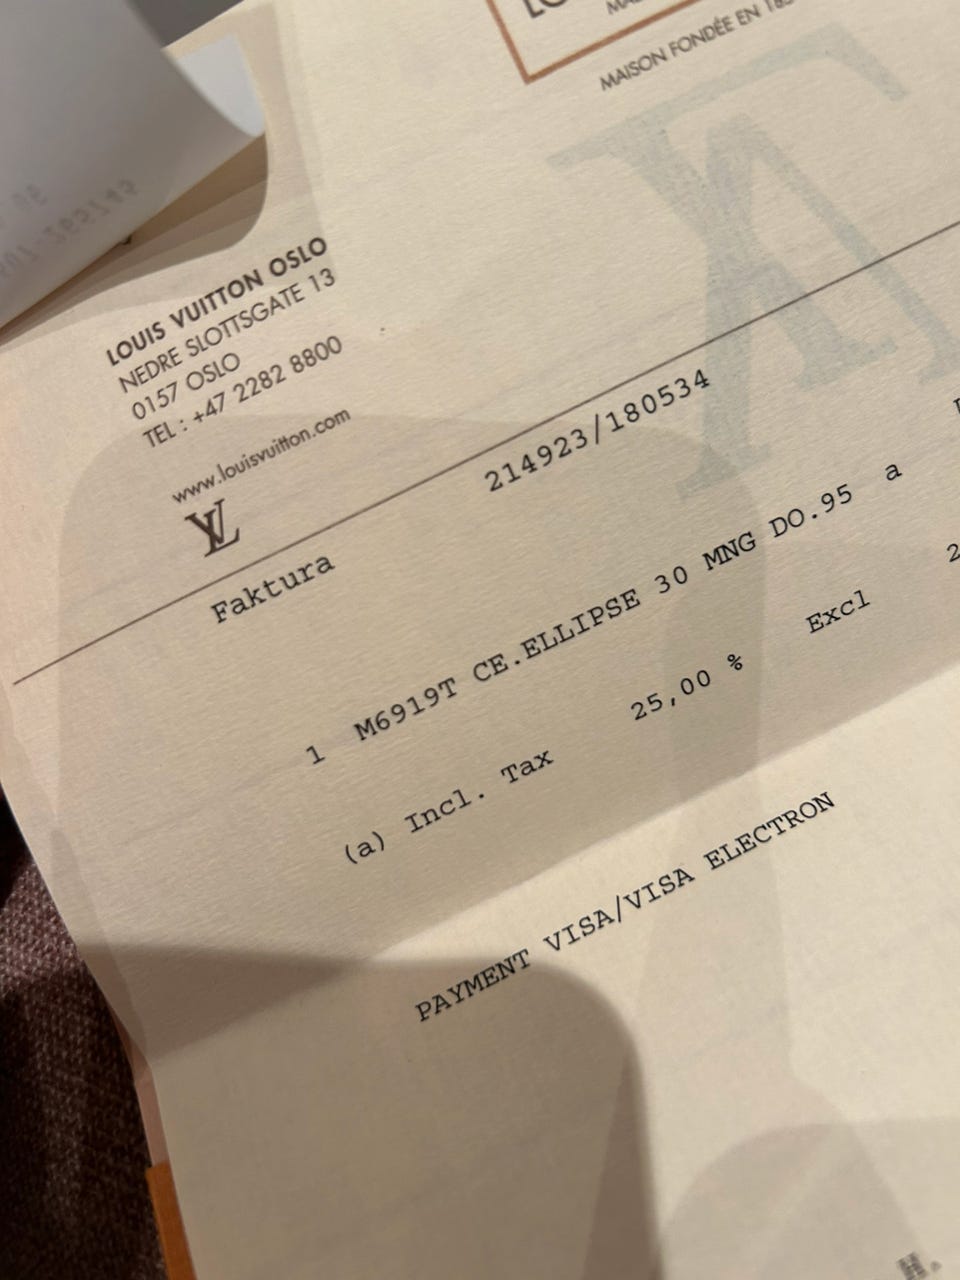 MAISON FONDÉE EN 185
LOUIS VUITTON OSLO
NEDRE SLOTTSGATE 13
0157 OSLO
TEL : +47 2282 8800
www.louisvuitton.com
LV
Faktura 214923/180534
1 M6919T CE.ELLIPSE 30 MNG DO.95 a
(a) Incl. Tax 25,00 % Excl 2
PAYMENT VISA/VISA ELECTRON